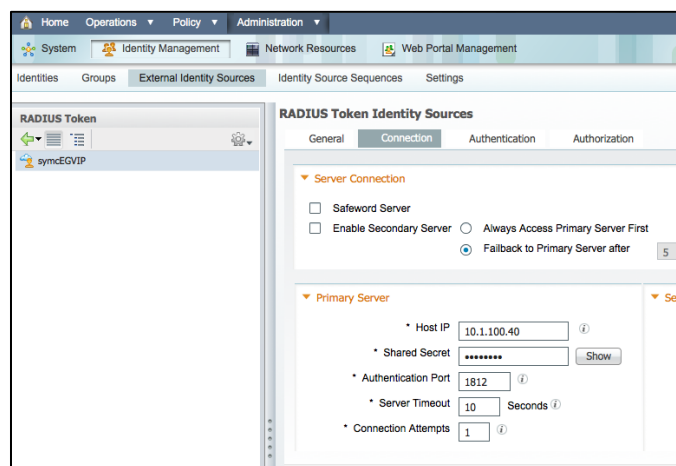 Home Operations ▼ Policy ▼ Administration ▼
System Identity Management Network Resources Web Portal Management
Identities Groups External Identity Sources Identity Source Sequences Settings
RADIUS Token
symcEGVIP
RADIUS Token Identity Sources
General Connection Authentication Authorization
Server Connection
Safeword Server
Enable Secondary Server Always Access Primary Server First
Failback to Primary Server after 5
Primary Server Se
* Host IP 10.1.100.40
* Shared Secret •••••••• Show
* Authentication Port 1812
* Server Timeout 10 Seconds
* Connection Attempts 1